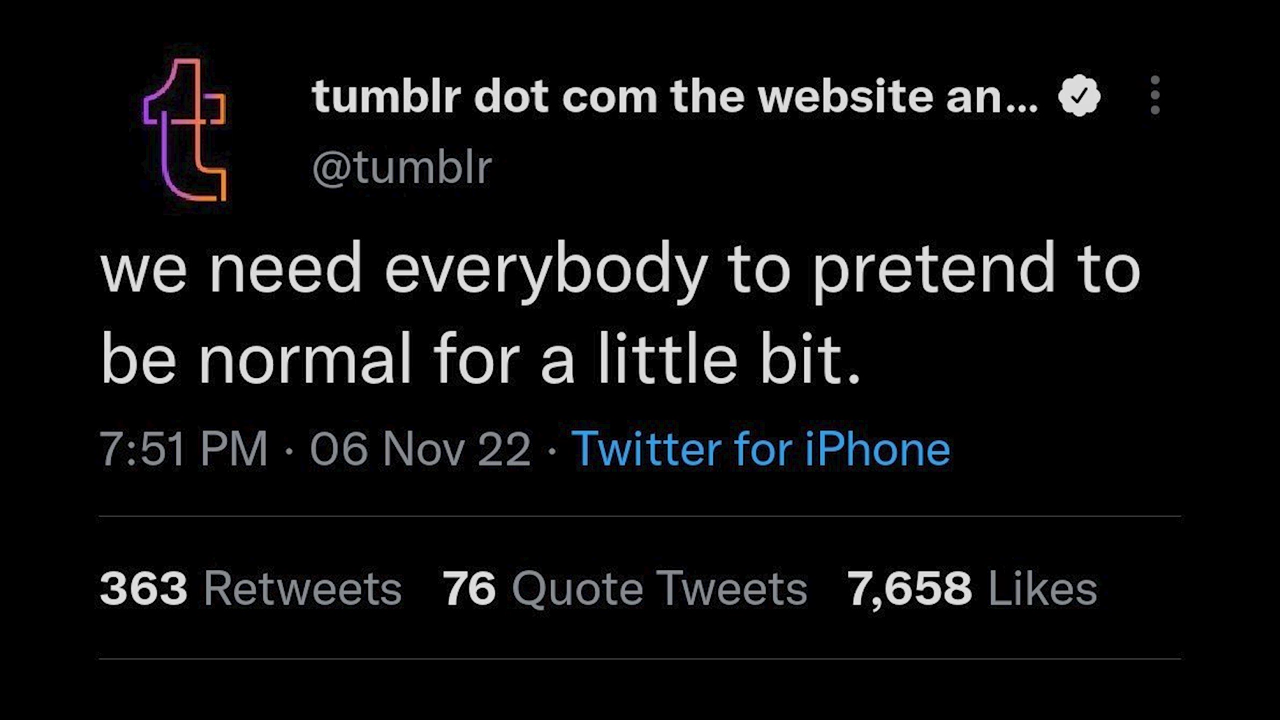 tumblr dot com the website an...
@tumblr
we need everybody to pretend to
be normal for a little bit.
7:51 PM · 06 Nov 22 · Twitter for iPhone
363 Retweets 76 Quote Tweets 7,658 Likes